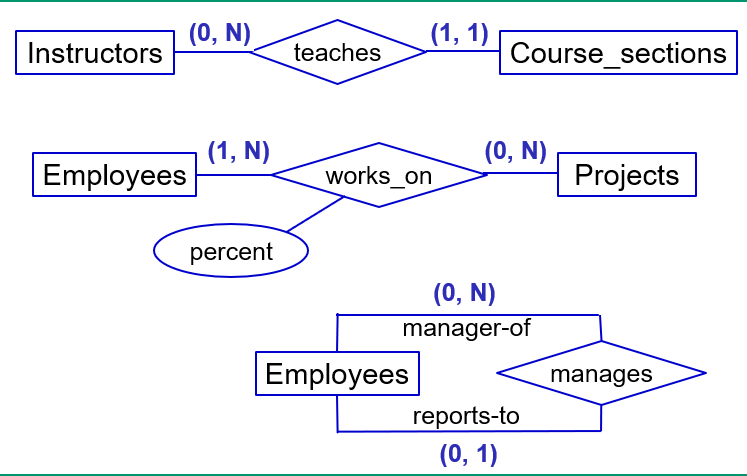 (0, N) (1, 1)
Instructors teaches Course_sections
(1, N) (0, N)
Employees works_on Projects
percent
(0, N)
manager-of
Employees manages
reports-to
(0, 1)